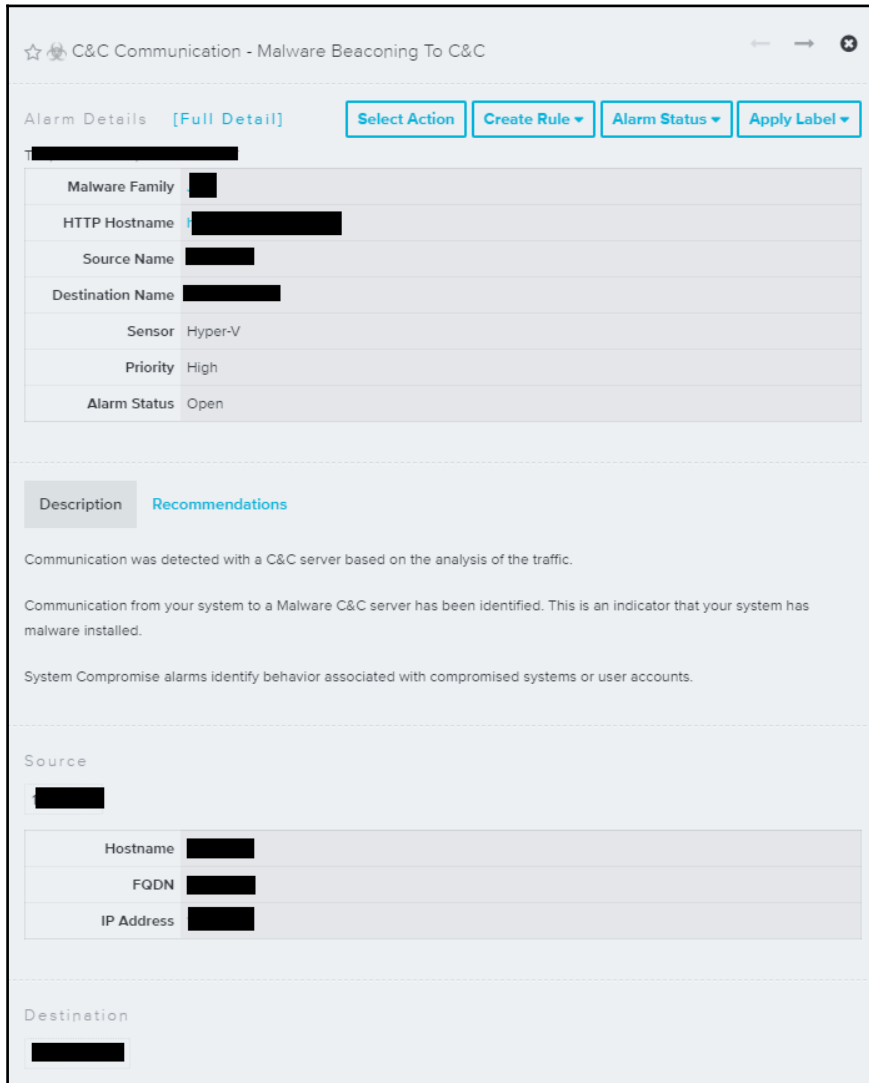 C&C Communication - Malware Beaconing To C&C
Alarm Details [Full Detail] Select Action Create Rule Alarm Status Apply Label
Malware Family
HTTP Hostname
Source Name
Destination Name
Sensor Hyper-V
Priority High
Alarm Status Open
Description Recommendations
Communication was detected with a C&C server based on the analysis of the traffic.
Communication from your system to a Malware C&C server has been identified. This is an indicator that your system has
malware installed.
System Compromise alarms identify behavior associated with compromised systems or user accounts.
Source
Hostname
FQDN
IP Address
Destination